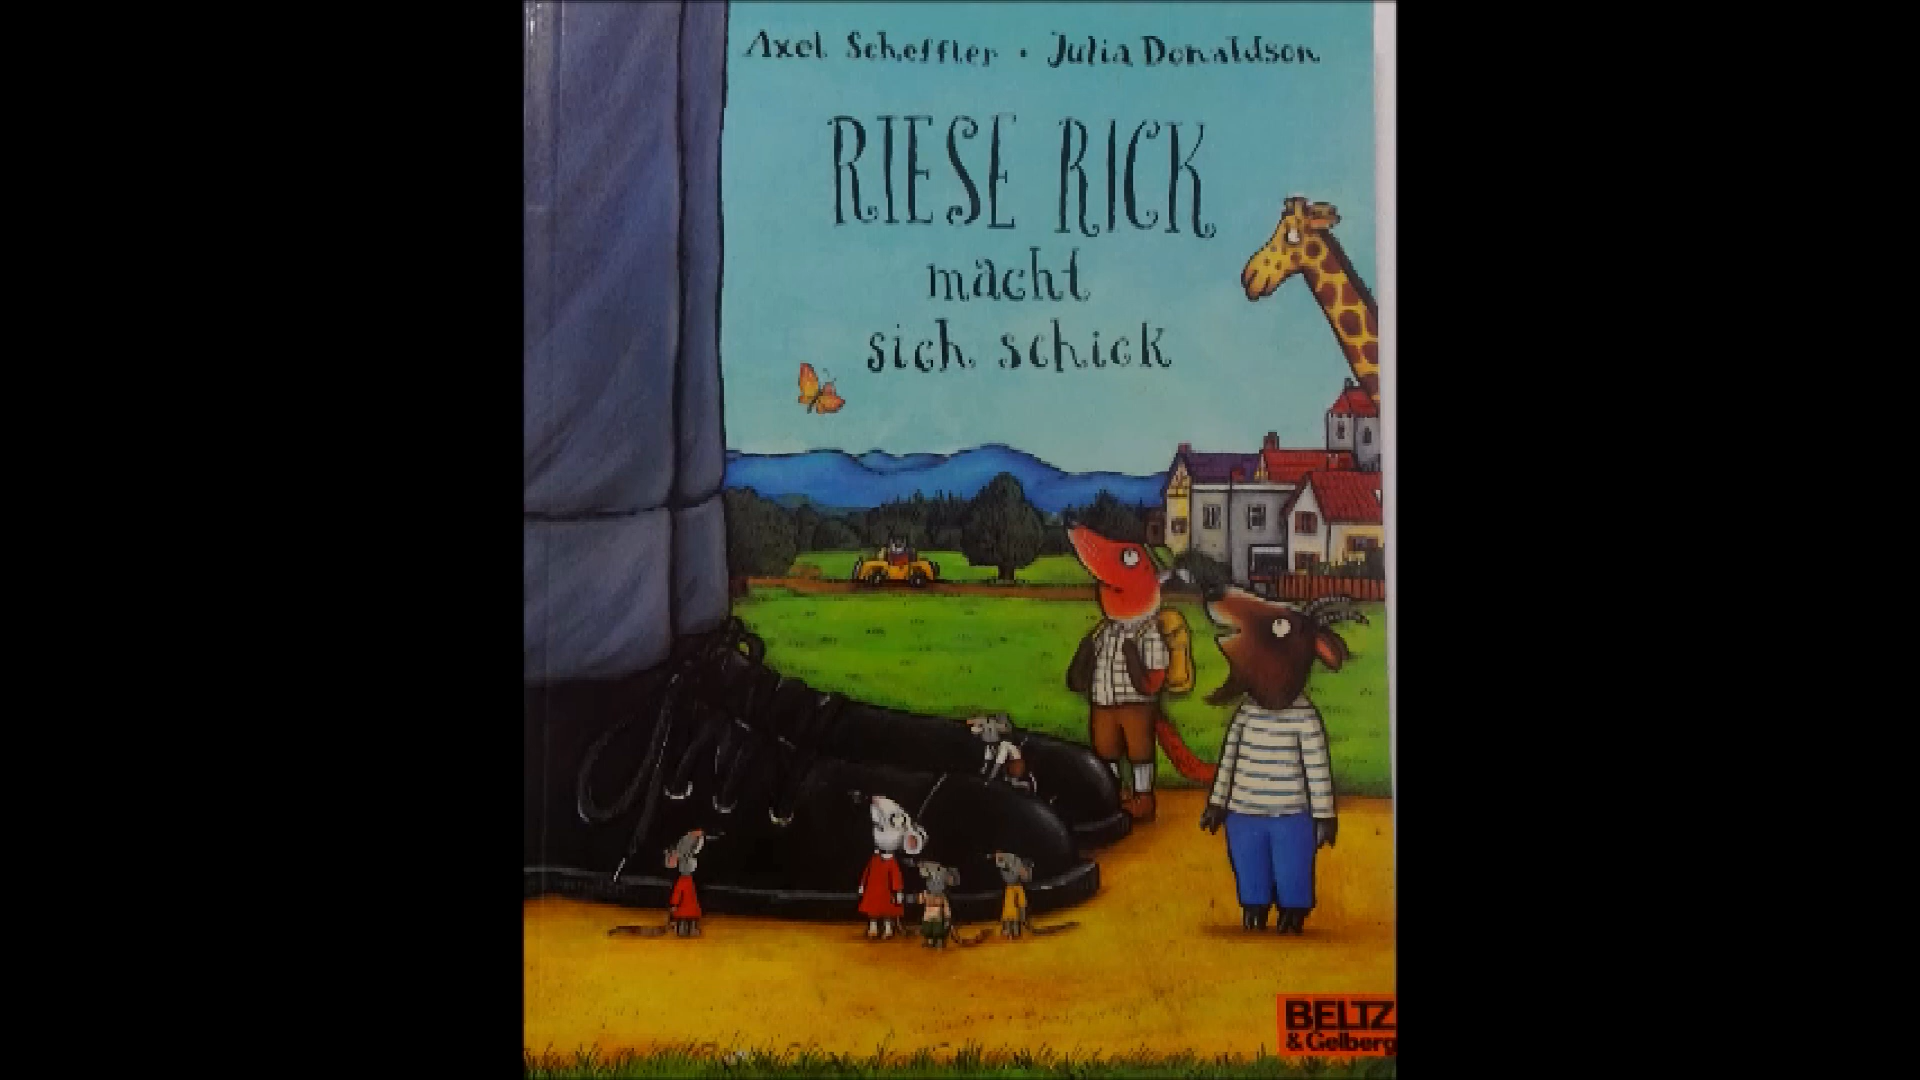 Axel Scheffler · Julia Donaldson
RIESE RICK
macht
sich schick
BELTZ
& Gelberg